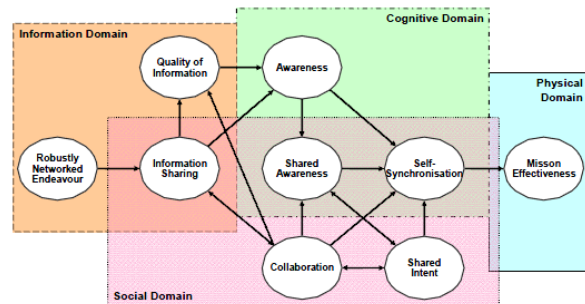 Information Domain
Cognitive Domain
Physical
Domain
Quality of
Information
Awareness
Robustly
Networked
Endeavour
Information
Sharing
Shared
Awareness
Self-
Synchronisation
Misson
Effectiveness
Collaboration
Shared
Intent
Social Domain